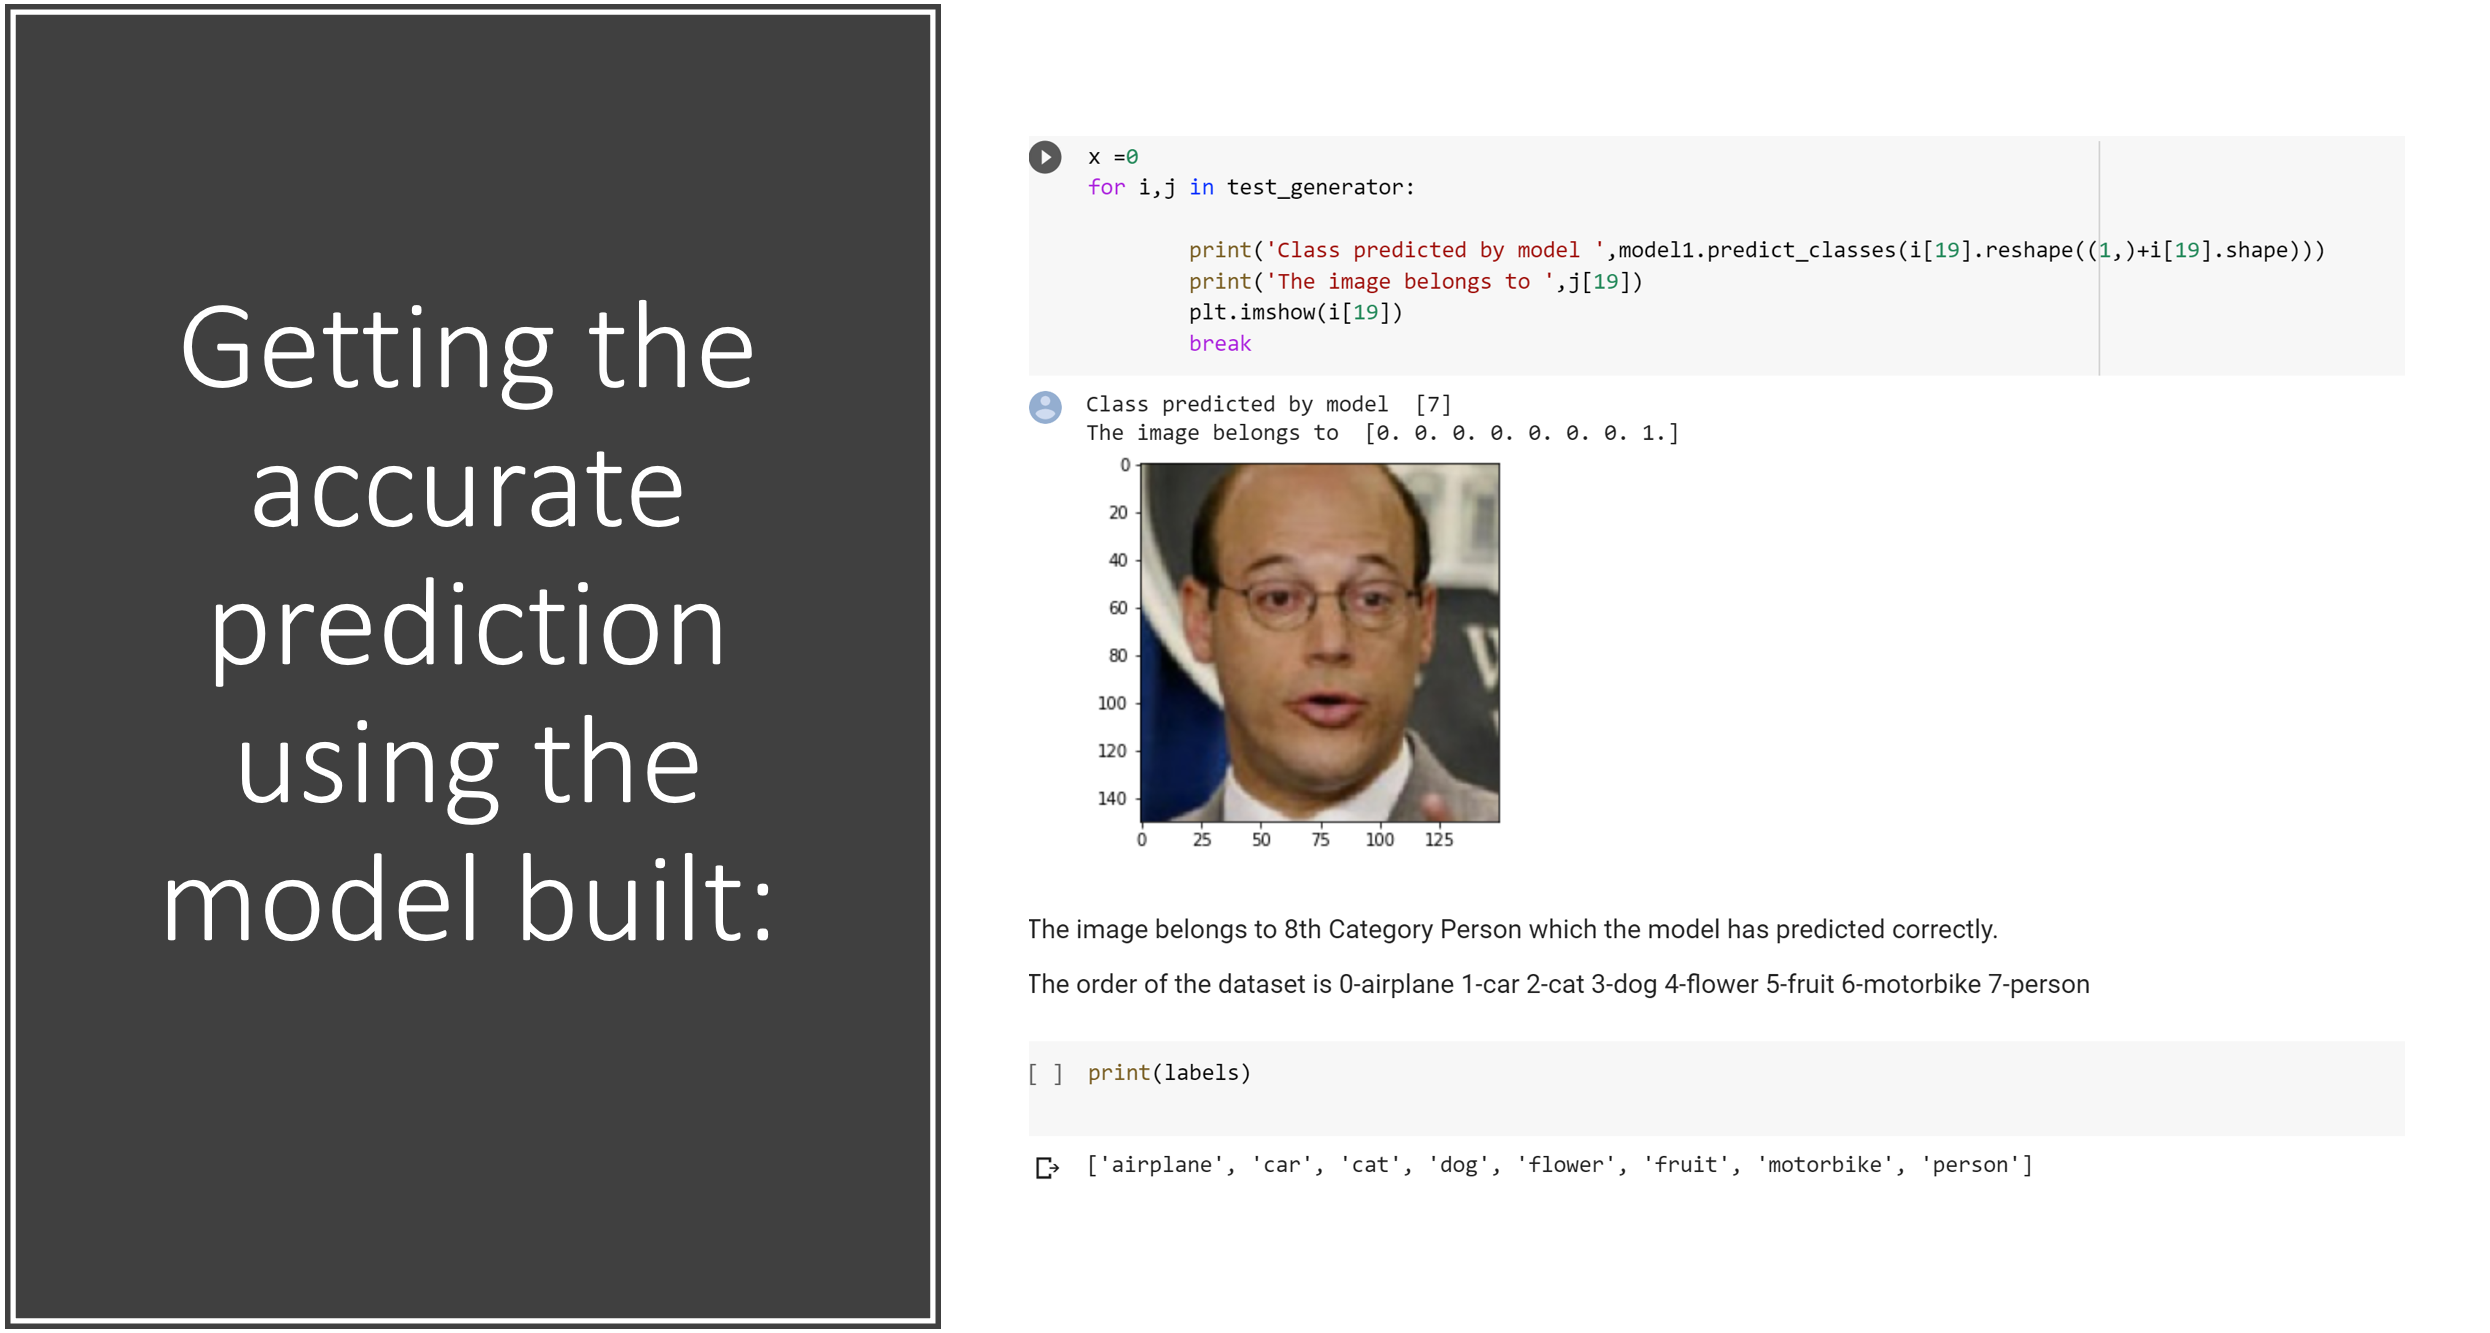 Getting the
accurate
prediction
using the
model built:
x =0
for i,j in test_generator:
print('Class predicted by model ',model1.predict_classes(i[19].reshape((1,)+i[19].shape)))
print('The image belongs to ',j[19])
plt.imshow(i[19])
break
Class predicted by model  [7]
The image belongs to  [0. 0. 0. 0. 0. 0. 0. 1.]
0
20
40
60
80
100
120
140
W
0 25 50 75 100 125
The image belongs to 8th Category Person which the model has predicted correctly.
The order of the dataset is 0-airplane 1-car 2-cat 3-dog 4-flower 5-fruit 6-motorbike 7-person
[ ] print(labels)
['airplane', 'car', 'cat', 'dog', 'flower', 'fruit', 'motorbike', 'person']